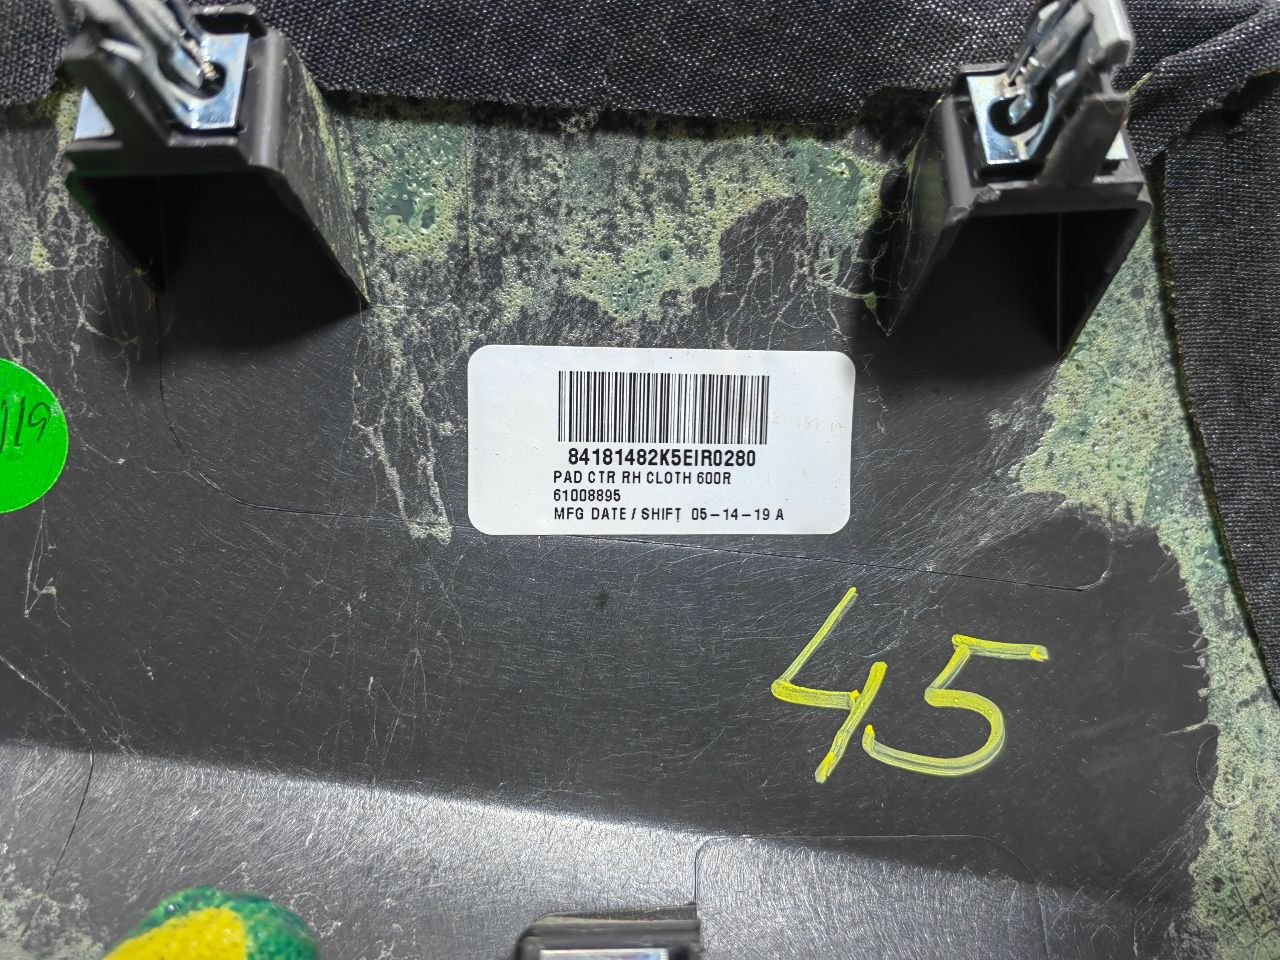 84181482K5EIR0280
PAD CTR RH CLOTH 600R
61008895
MFG DATE / SHIFT 05-14-19 A
45